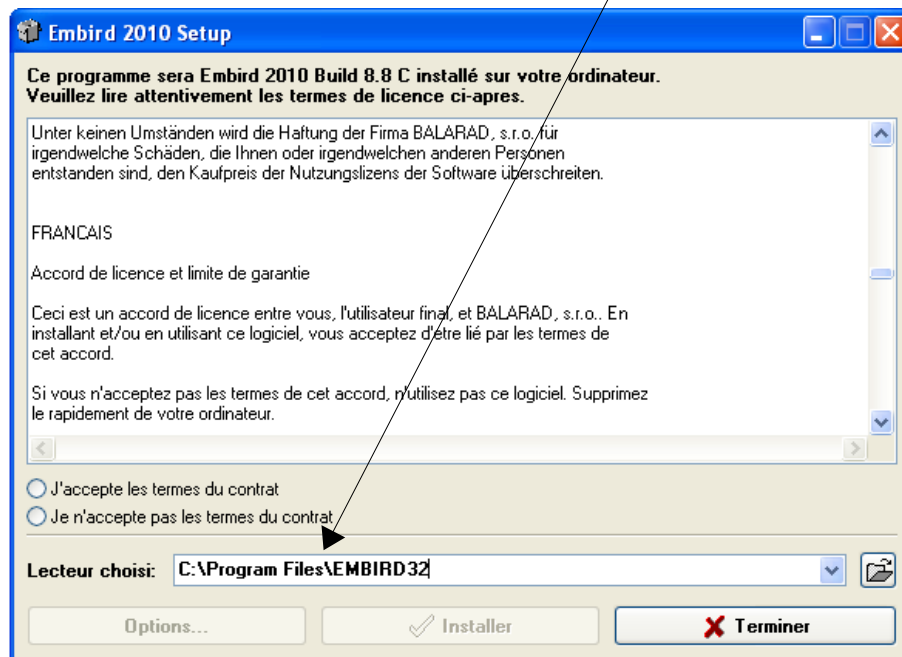 Embird 2010 Setup
Ce programme sera Embird 2010 Build 8.8 C installé sur votre ordinateur.
Veuillez lire attentivement les termes de licence ci-apres.
Unter keinen Umständen wird die Haftung der Firma BALARAD, s.r.o. für
irgendwelche Schäden, die Ihnen oder irgendwelchen anderen Personen
entstanden sind, den Kaufpreis der Nutzungslizens der Software überschreiten.
FRANCAIS
Accord de licence et limite de garantie
Ceci est un accord de licence entre vous, l'utilisateur final, et BALARAD, s.r.o.. En
installant et/ou en utilisant ce logiciel, vous acceptez d'être lié par les termes de
cet accord.
Si vous n'acceptez pas les termes de cet accord, n'utilisez pas ce logiciel. Supprimez
le rapidement de votre ordinateur.
J'accepte les termes du contrat
Je n'accepte pas les termes du contrat
Lecteur choisi: C:\Program Files\EMBIRD32
Options... Installer Terminer